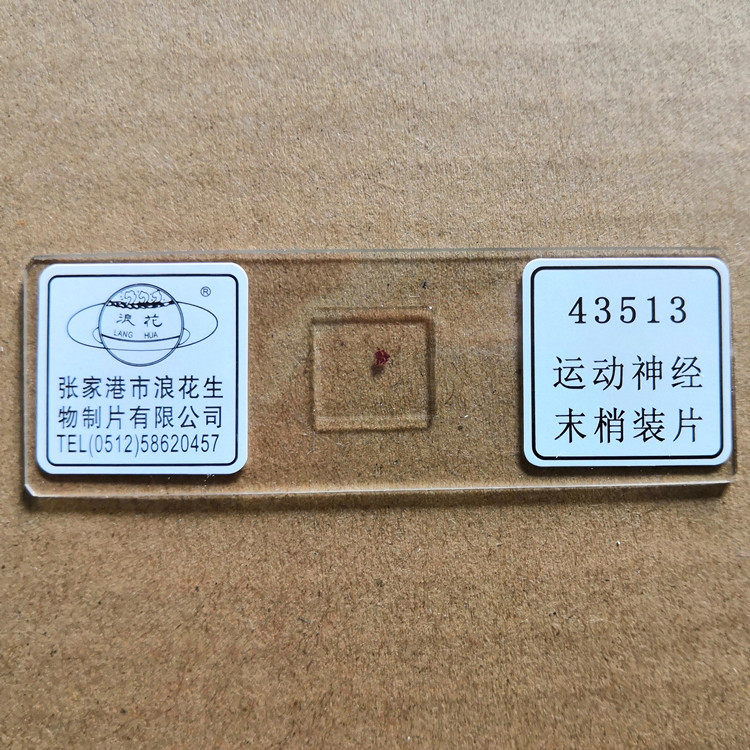 ®
浪花
LANG HUA
张家港市浪花生
物制片有限公司
TEL(0512)58620457
43513
运动神经
末梢装片